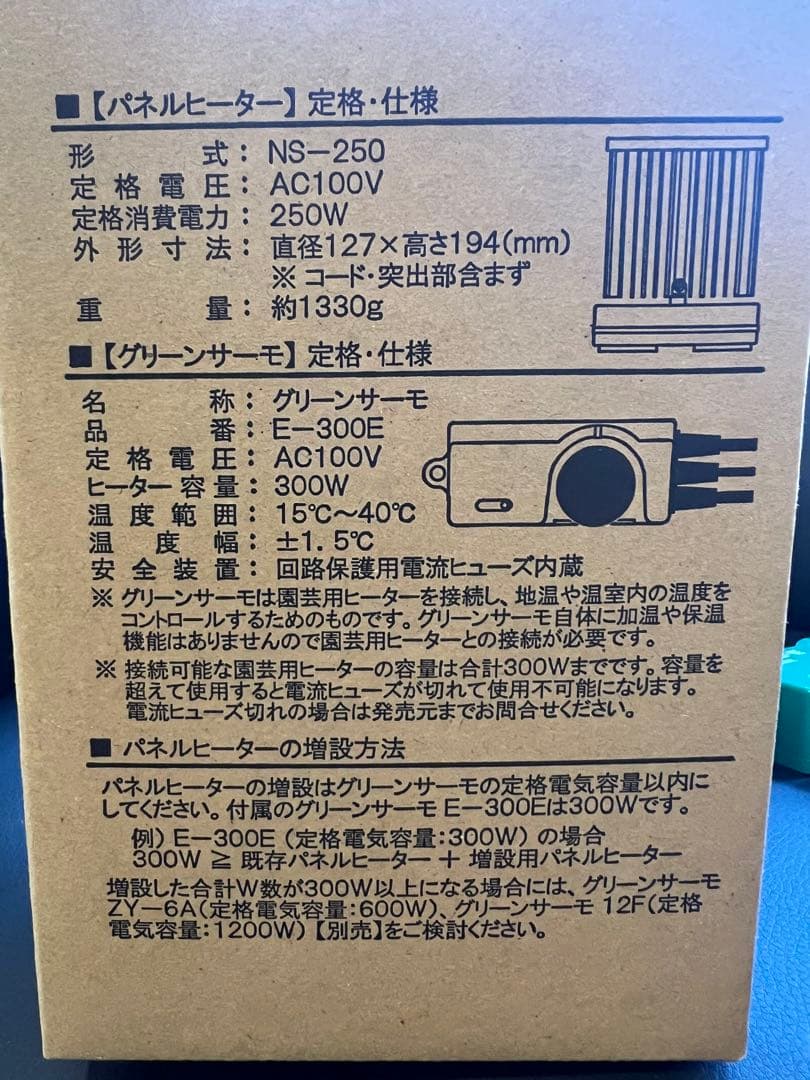 ■【パネルヒーター】定格・仕様
形式：NS−250
定格電圧：AC100V
定格消費電力：250W
外形寸法：直径127×高さ194(mm)
※コード・突出部含まず
重量：約1330g
■【グリーンサーモ】定格・仕様
名称：グリーンサーモ
品番：E−300E
定格電圧：AC100V
ヒーター容量：300W
温度範囲：15℃〜40℃
温度幅：±1.5℃
安全装置：回路保護用電流ヒューズ内蔵
※グリーンサーモは園芸用ヒーターを接続し、地温や温室内の温度を
コントロールするためのものです。グリーンサーモ自体に加温や保温
機能はありませんので園芸用ヒーターとの接続が必要です。
※接続可能な園芸用ヒーターの容量は合計300Wまでです。容量を
超えて使用すると電流ヒューズが切れて使用不可能になります。
電流ヒューズ切れの場合は発売元までお問合せください。
■パネルヒーターの増設方法
パネルヒーターの増設はグリーンサーモの定格電気容量以内に
してください。付属のグリーンサーモ E−300Eは300Wです。
例) E−300E (定格電気容量：300W) の場合
300W ≧ 既存パネルヒーター ＋ 増設用パネルヒーター
増設した合計W数が300W以上になる場合には、グリーンサーモ
ZY−6A(定格電気容量：600W)、グリーンサーモ 12F(定格
電気容量：1200W)【別売】をご検討ください。